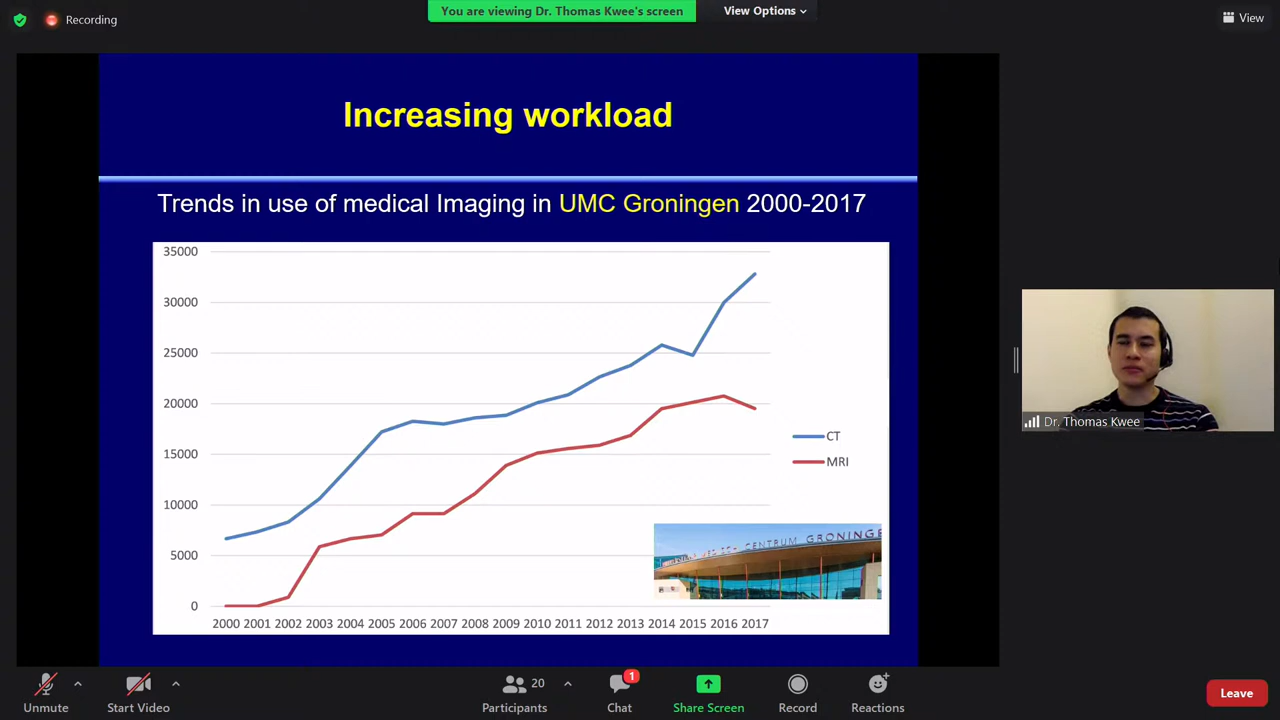 Recording
You are viewing Dr. Thomas Kwee's screen
View Options
View
Increasing workload
Trends in use of medical Imaging in UMC Groningen 2000-2017
35000
30000
25000
20000
15000
10000
5000
0
2000 2001 2002 2003 2004 2005 2006 2007 2008 2009 2010 2011 2012 2013 2014 2015 2016 2017
CT
MRI
CENTRUM GRONINGE
Dr. Thomas Kwee
Unmute
Start Video
20
Participants
1
Chat
Share Screen
Record
Reactions
Leave